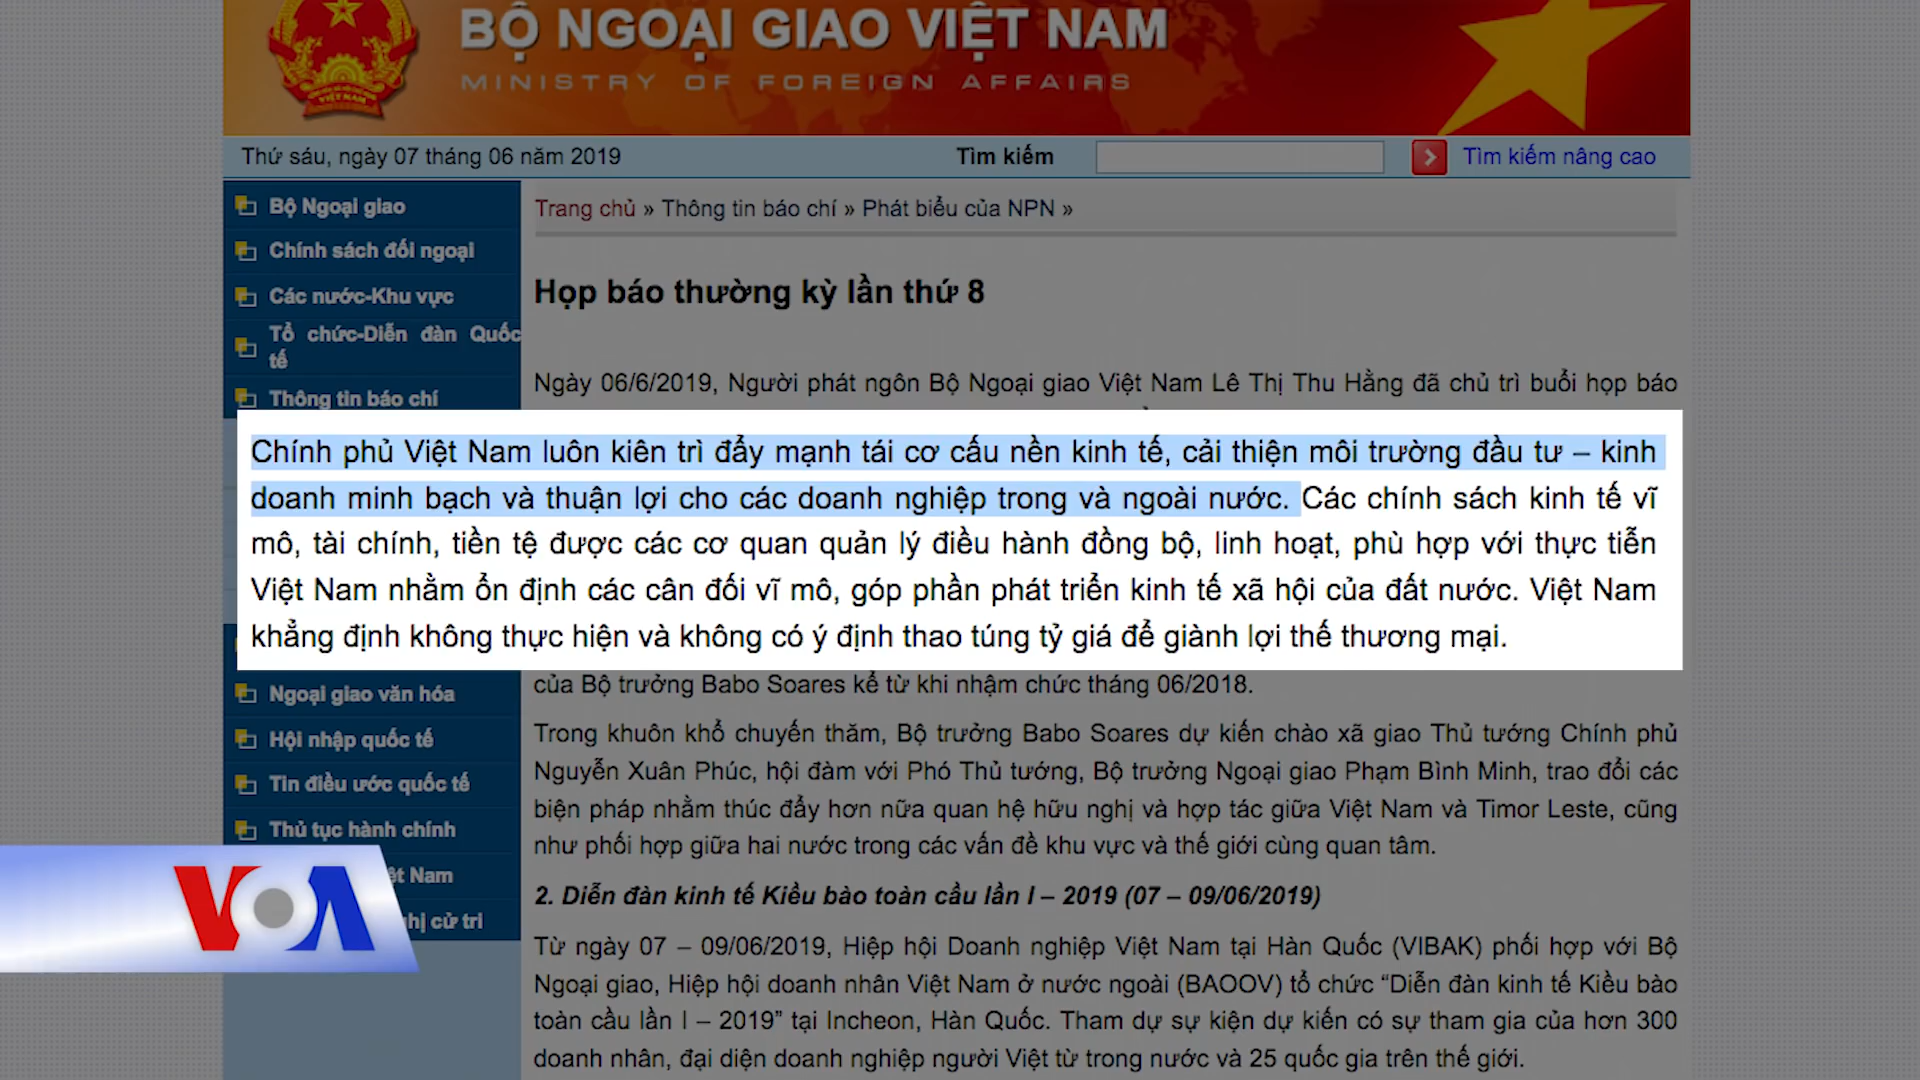 BỘ NGOẠI GIAO VIỆT NAM
MINISTRY OF FOREIGN AFFAIRS
VIỆT NAM
Thứ sáu, ngày 07 tháng 06 năm 2019
Tìm kiếm
Tìm kiếm nâng cao
Bộ Ngoại giao
Chính sách đối ngoại
Các nước-Khu vực
Tổ chức-Diễn đàn Quốc
tế
Thông tin báo chí
Trang chủ » Thông tin báo chí » Phát biểu của NPN »
Họp báo thường kỳ lần thứ 8
Ngày 06/6/2019, Người phát ngôn Bộ Ngoại giao Việt Nam Lê Thị Thu Hằng đã chủ trì buổi họp báo
Chính phủ Việt Nam luôn kiên trì đẩy mạnh tái cơ cấu nền kinh tế, cải thiện môi trường đầu tư – kinh
doanh minh bạch và thuận lợi cho các doanh nghiệp trong và ngoài nước. Các chính sách kinh tế vĩ
mô, tài chính, tiền tệ được các cơ quan quản lý điều hành đồng bộ, linh hoạt, phù hợp với thực tiễn
Việt Nam nhằm ổn định các cân đối vĩ mô, góp phần phát triển kinh tế xã hội của đất nước. Việt Nam
khẳng định không thực hiện và không có ý định thao túng tỷ giá để giành lợi thế thương mại.
Ngoại giao văn hóa
Hội nhập quốc tế
Tin điều ước quốc tế
Thủ tục hành chính
ệt Nam
hị cử tri
của Bộ trưởng Babo Soares kể từ khi nhậm chức tháng 06/2018.
Trong khuôn khổ chuyến thăm, Bộ trưởng Babo Soares dự kiến chào xã giao Thủ tướng Chính phủ
Nguyễn Xuân Phúc, hội đàm với Phó Thủ tướng, Bộ trưởng Ngoại giao Phạm Bình Minh, trao đổi các
biện pháp nhằm thúc đẩy hơn nữa quan hệ hữu nghị và hợp tác giữa Việt Nam và Timor Leste, cũng
như phối hợp giữa hai nước trong các vấn đề khu vực và thế giới cùng quan tâm.
2. Diễn đàn kinh tế Kiều bào toàn cầu lần I – 2019 (07 – 09/06/2019)
Từ ngày 07 – 09/06/2019, Hiệp hội Doanh nghiệp Việt Nam tại Hàn Quốc (VIBAK) phối hợp với Bộ
Ngoại giao, Hiệp hội doanh nhân Việt Nam ở nước ngoài (BAOOV) tổ chức “Diễn đàn kinh tế Kiều bào
toàn cầu lần I – 2019” tại Incheon, Hàn Quốc. Tham dự sự kiện dự kiến có sự tham gia của hơn 300
doanh nhân, đại diện doanh nghiệp người Việt từ trong nước và 25 quốc gia trên thế giới.
VOA